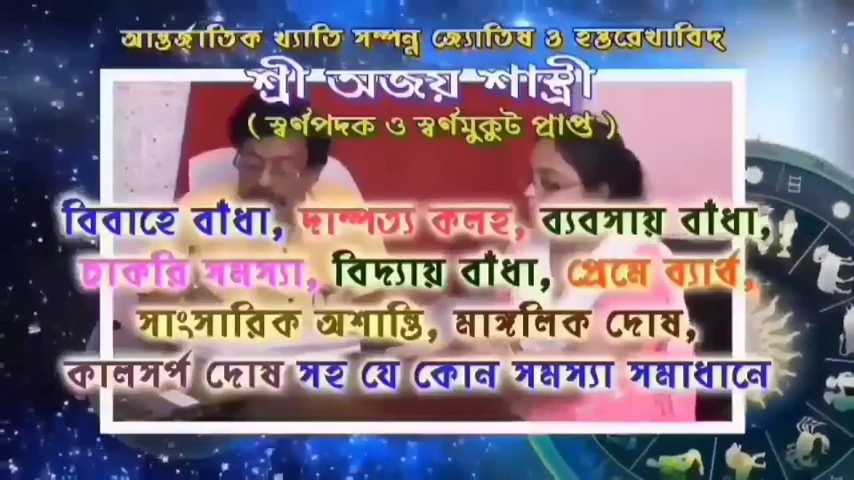 আন্তর্জাতিক খ্যাতি সম্পন্ন জ্যোতিষ ও হস্তরেখাবিদ্
শ্রী অজয় শাস্ত্রী
( স্বর্ণপদক ও স্বর্ণমুকুট প্রাপ্ত )
বিবাহে বাঁধা, দাম্পত্য কলহ, ব্যবসায় বাঁধা,
চাকরি সমস্যা, বিদ্যায় বাঁধা, প্রেমে ব্যার্থ,
সাংসারিক অশান্তি, মাঙ্গলিক দোষ,
কালসর্প দোষ সহ যে কোন সমস্যা সমাধানে